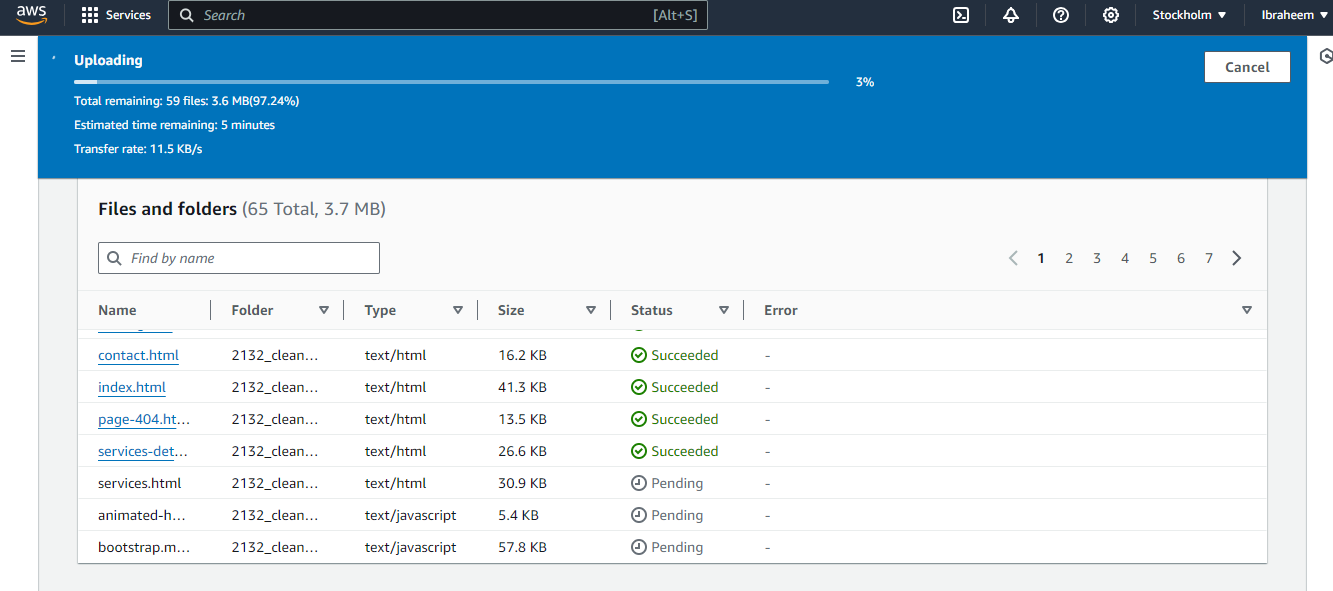 aws Services Search [Alt+S] Stockholm Ibraheem
Uploading
3%
Cancel
Total remaining: 59 files: 3.6 MB(97.24%)
Estimated time remaining: 5 minutes
Transfer rate: 11.5 KB/s
Files and folders (65 Total, 3.7 MB)
Find by name
1 2 3 4 5 6 7
Name Folder Type Size Status Error
contact.html 2132_clean... text/html 16.2 KB Succeeded -
index.html 2132_clean... text/html 41.3 KB Succeeded -
page-404.ht... 2132_clean... text/html 13.5 KB Succeeded -
services-det... 2132_clean... text/html 26.6 KB Succeeded -
services.html 2132_clean... text/html 30.9 KB Pending -
animated-h... 2132_clean... text/javascript 5.4 KB Pending -
bootstrap.m... 2132_clean... text/javascript 57.8 KB Pending -